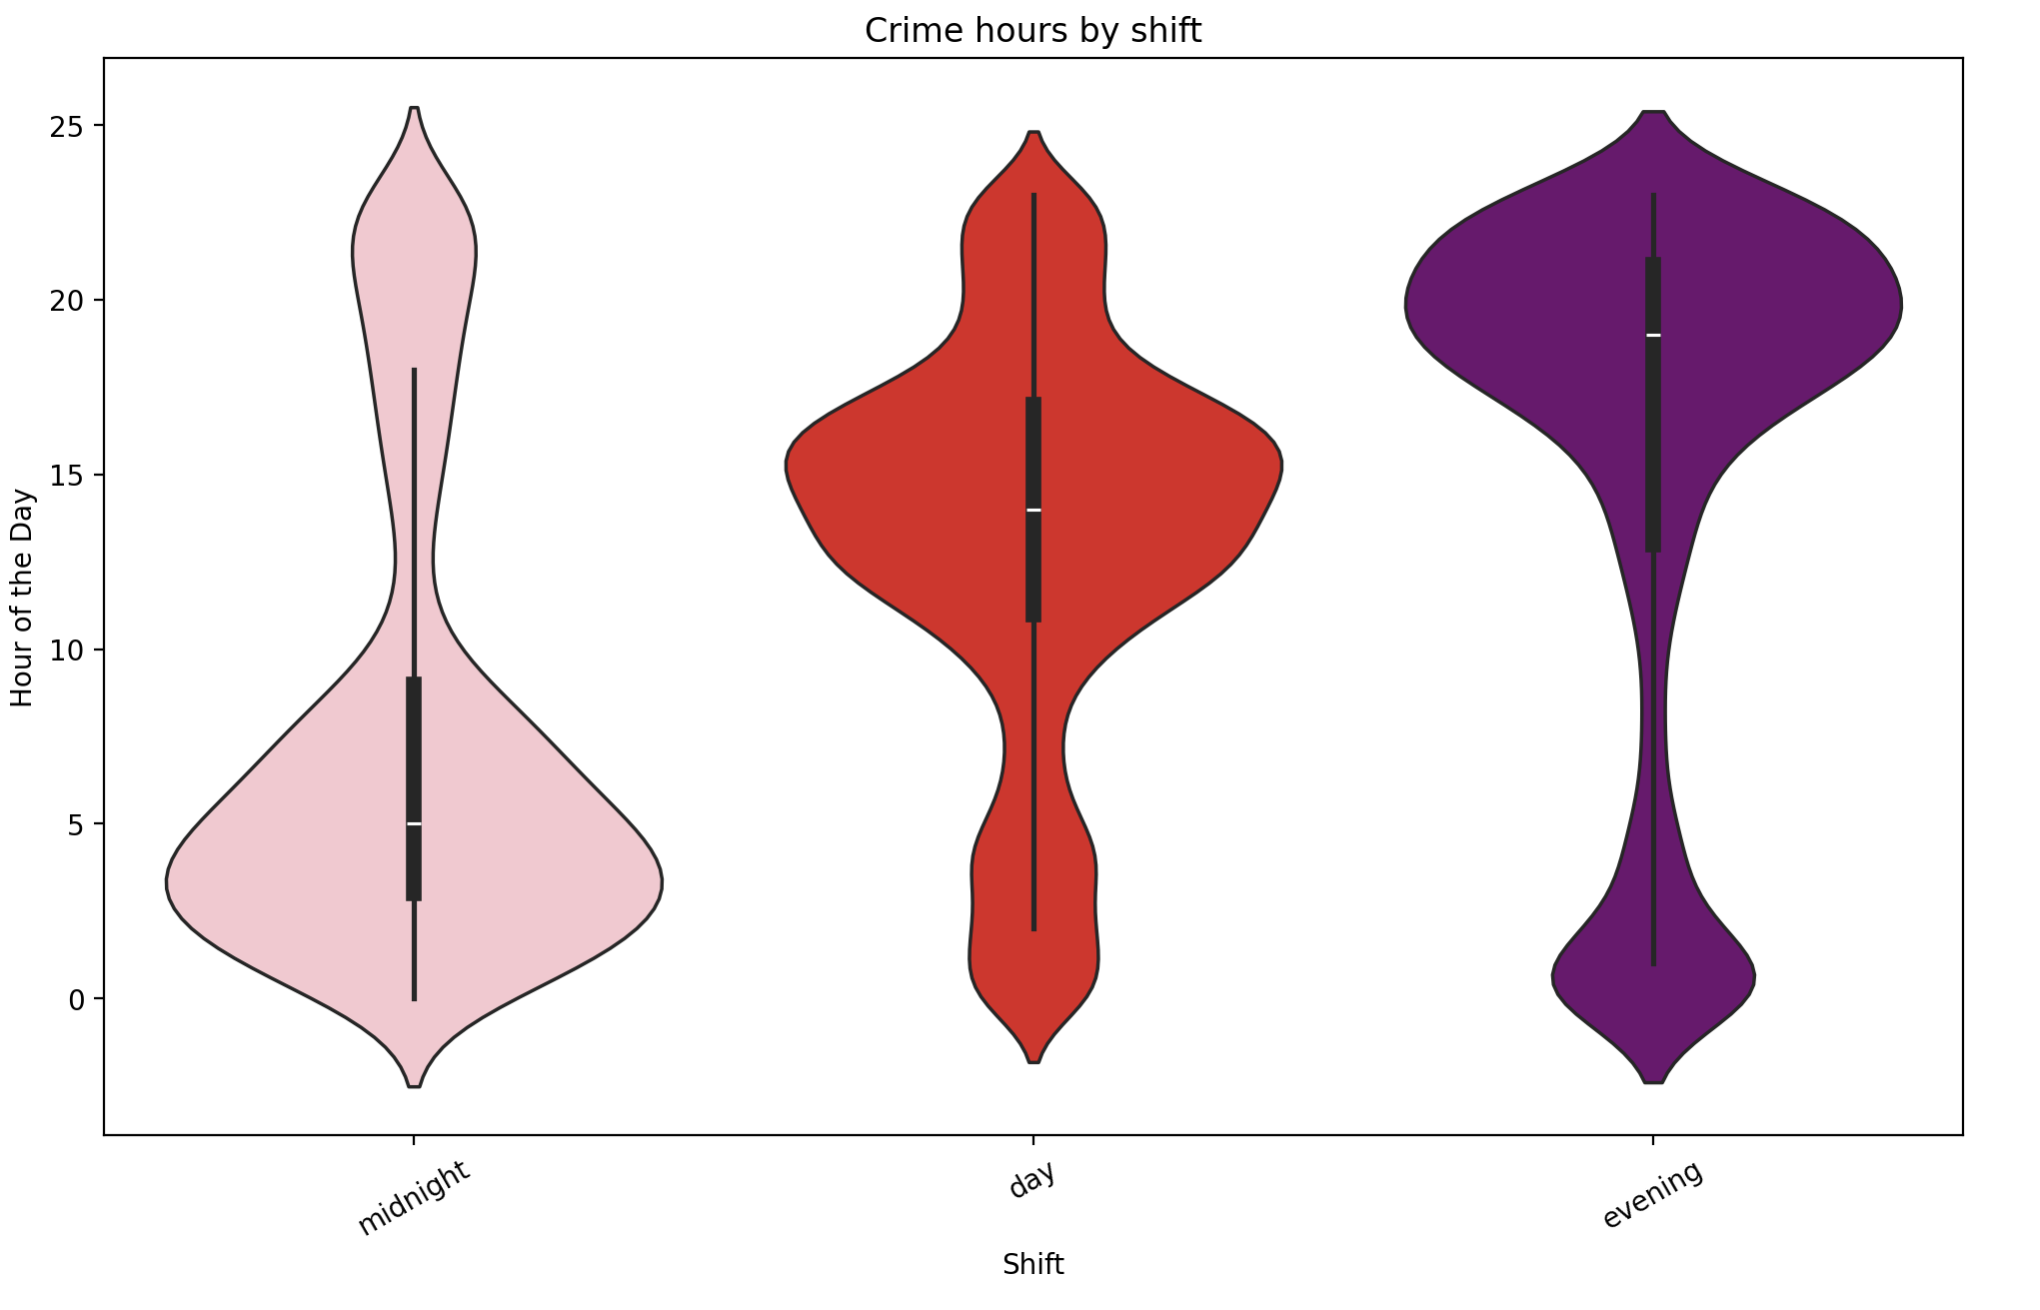 Crime hours by shift
Hour of the Day
25
20
15
10
5
0
midnight
day
evening
Shift